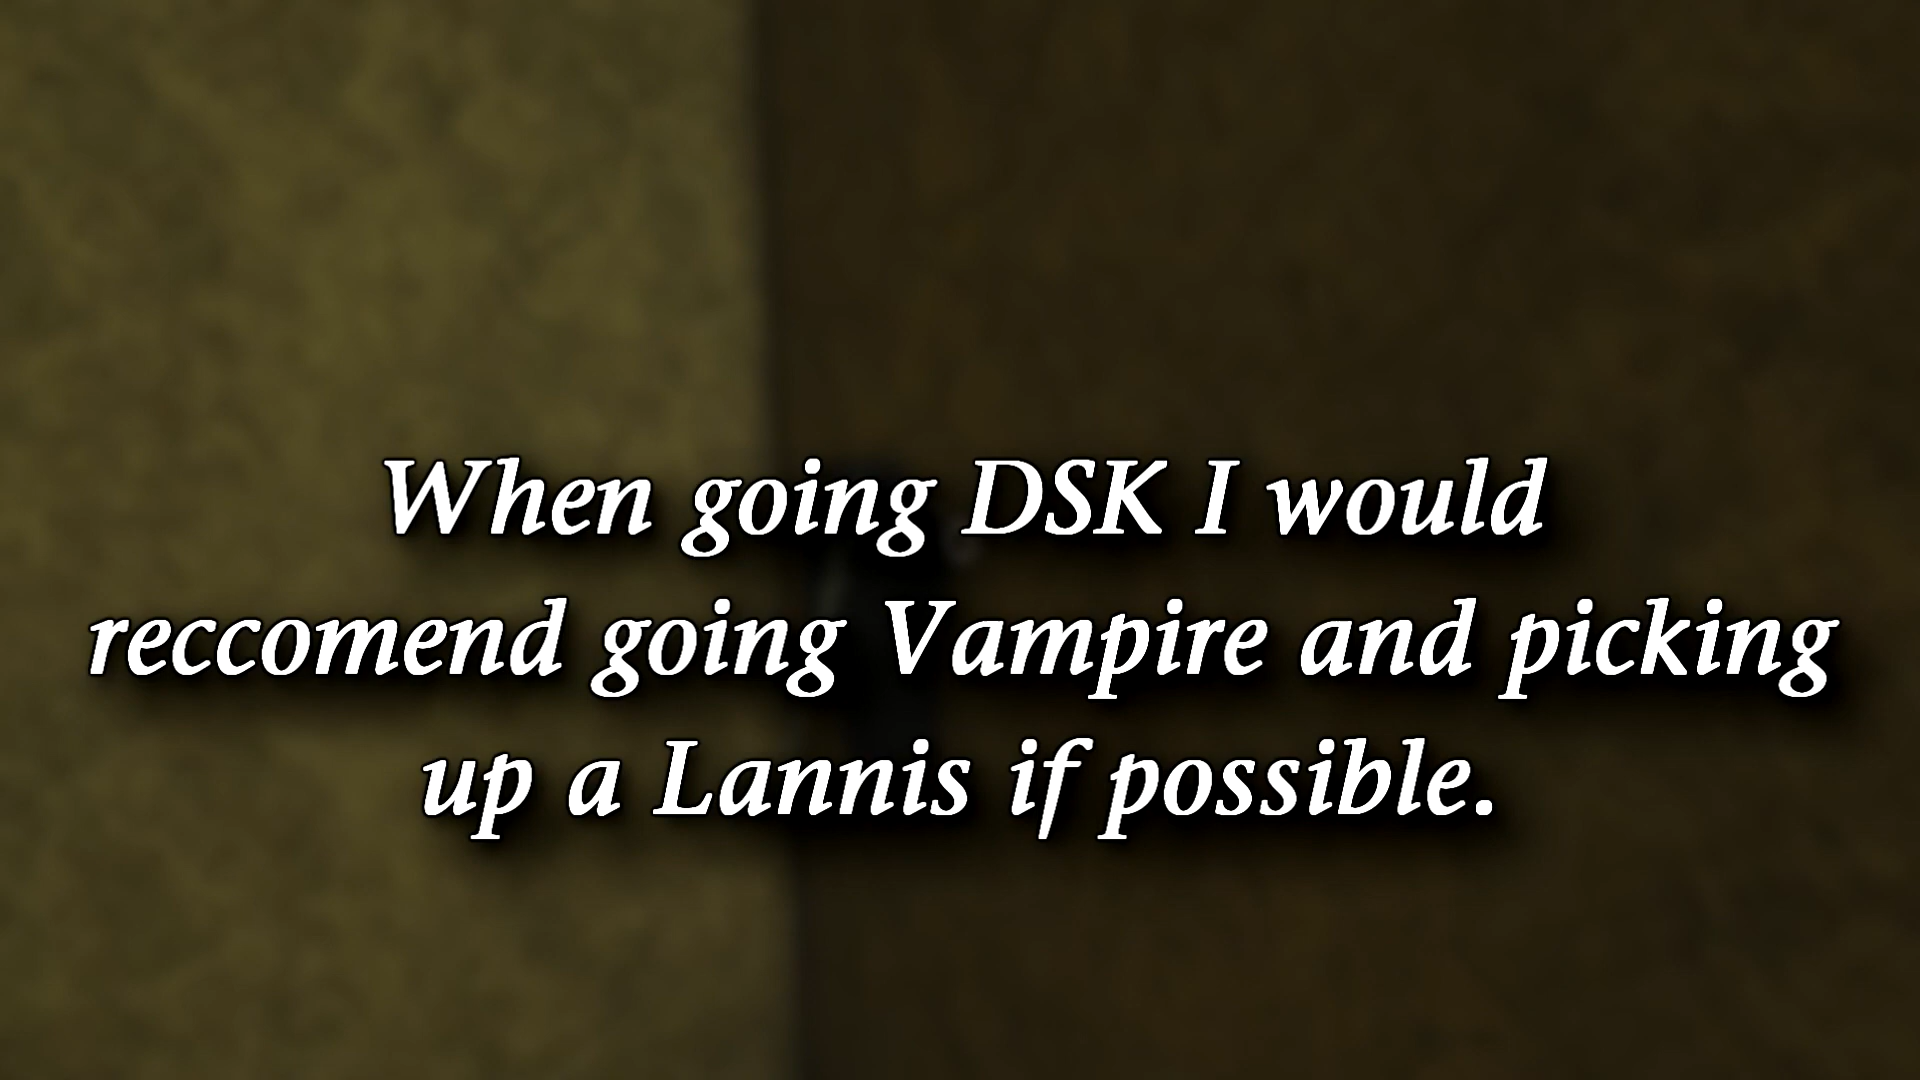 When going DSK I would
reccomend going Vampire and picking
up a Lannis if possible.